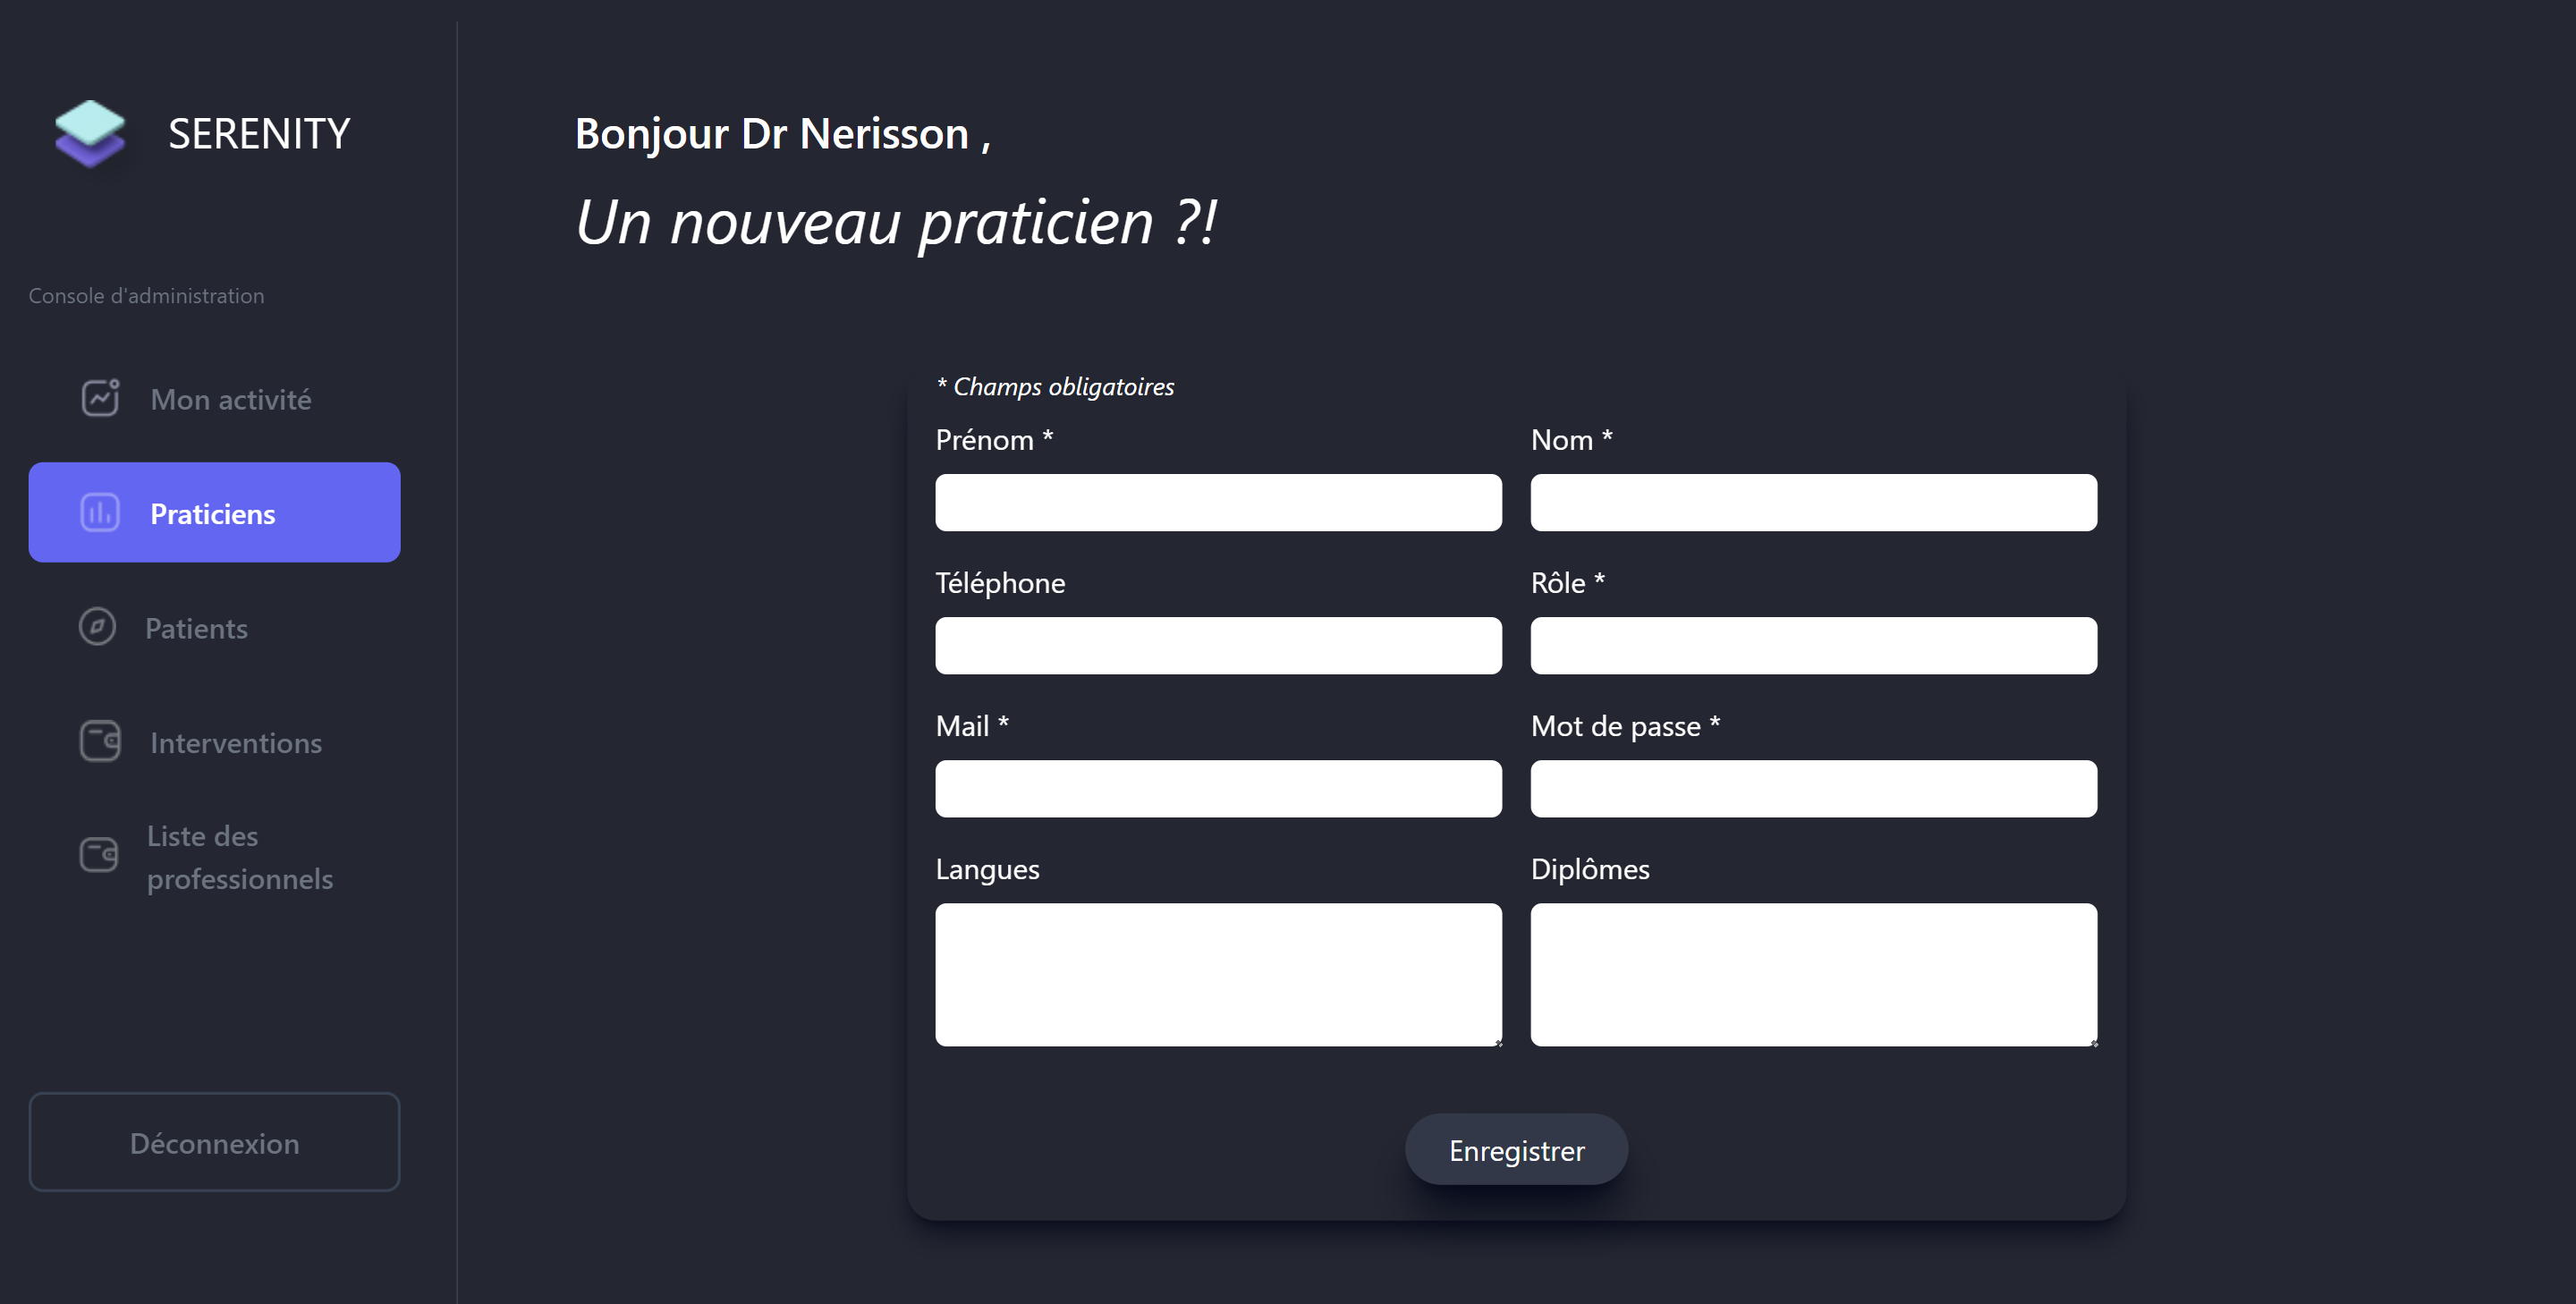 SERENITY
Console d'administration
Mon activité
Praticiens
Patients
Interventions
Liste des
professionnels
Déconnexion
Bonjour Dr Nerisson ,
Un nouveau praticien ?!
* Champs obligatoires
Prénom *
Nom *
Téléphone
Rôle *
Mail *
Mot de passe *
Langues
Diplômes
Enregistrer